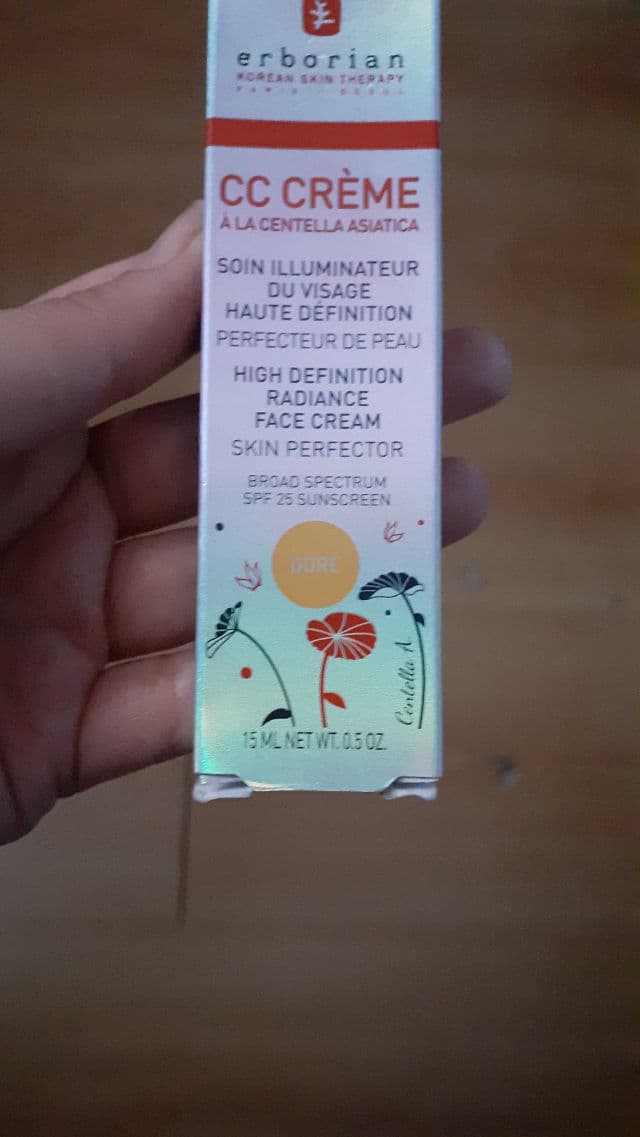 erborian
KOREAN SKIN THERAPY
PARIS - SEOUL
CC CRÈME
À LA CENTELLA ASIATICA
SOIN ILLUMINATEUR
DU VISAGE
HAUTE DÉFINITION
PERFECTEUR DE PEAU
HIGH DEFINITION
RADIANCE
FACE CREAM
SKIN PERFECTOR
BROAD SPECTRUM
SPF 25 SUNSCREEN
DORÉ
Centella A.
15 ML NET WT. 0.5 OZ.